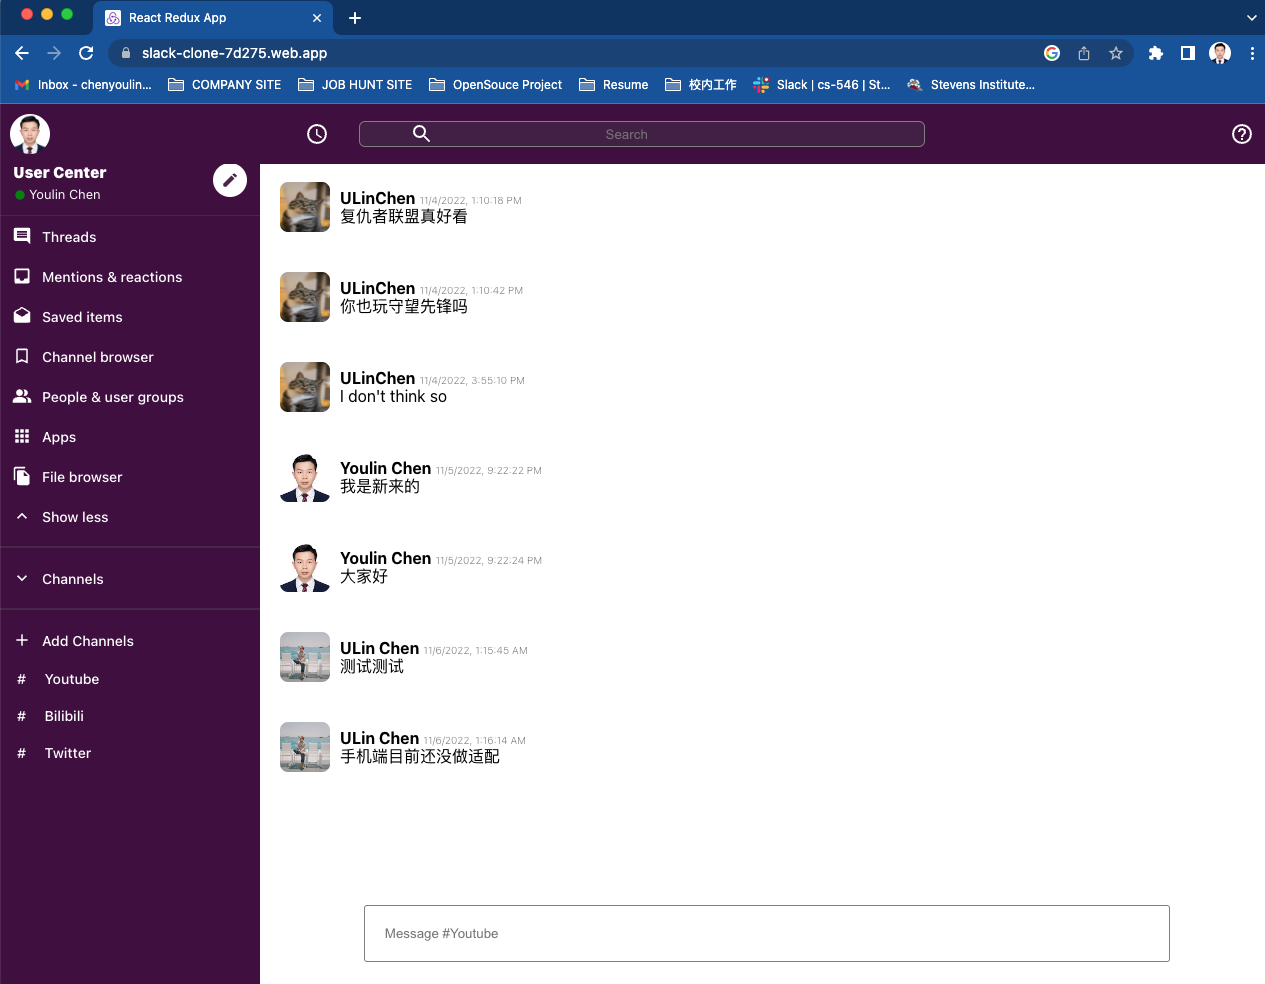 React Redux App
slack-clone-7d275.web.app
Inbox - chenyoulin... COMPANY SITE JOB HUNT SITE OpenSouce Project Resume 校内工作 Slack | cs-546 | St... Stevens Institute...
Search
User Center
Youlin Chen
Threads
Mentions & reactions
Saved items
Channel browser
People & user groups
Apps
File browser
Show less
Channels
Add Channels
# Youtube
# Bilibili
# Twitter
ULinChen 11/4/2022, 1:10:18 PM
复仇者联盟真好看
ULinChen 11/4/2022, 1:10:42 PM
你也玩守望先锋吗
ULinChen 11/4/2022, 3:55:10 PM
I don't think so
Youlin Chen 11/5/2022, 9:22:22 PM
我是新来的
Youlin Chen 11/5/2022, 9:22:24 PM
大家好
ULin Chen 11/6/2022, 1:15:45 AM
测试测试
ULin Chen 11/6/2022, 1:16:14 AM
手机端目前还没做适配
Message #Youtube